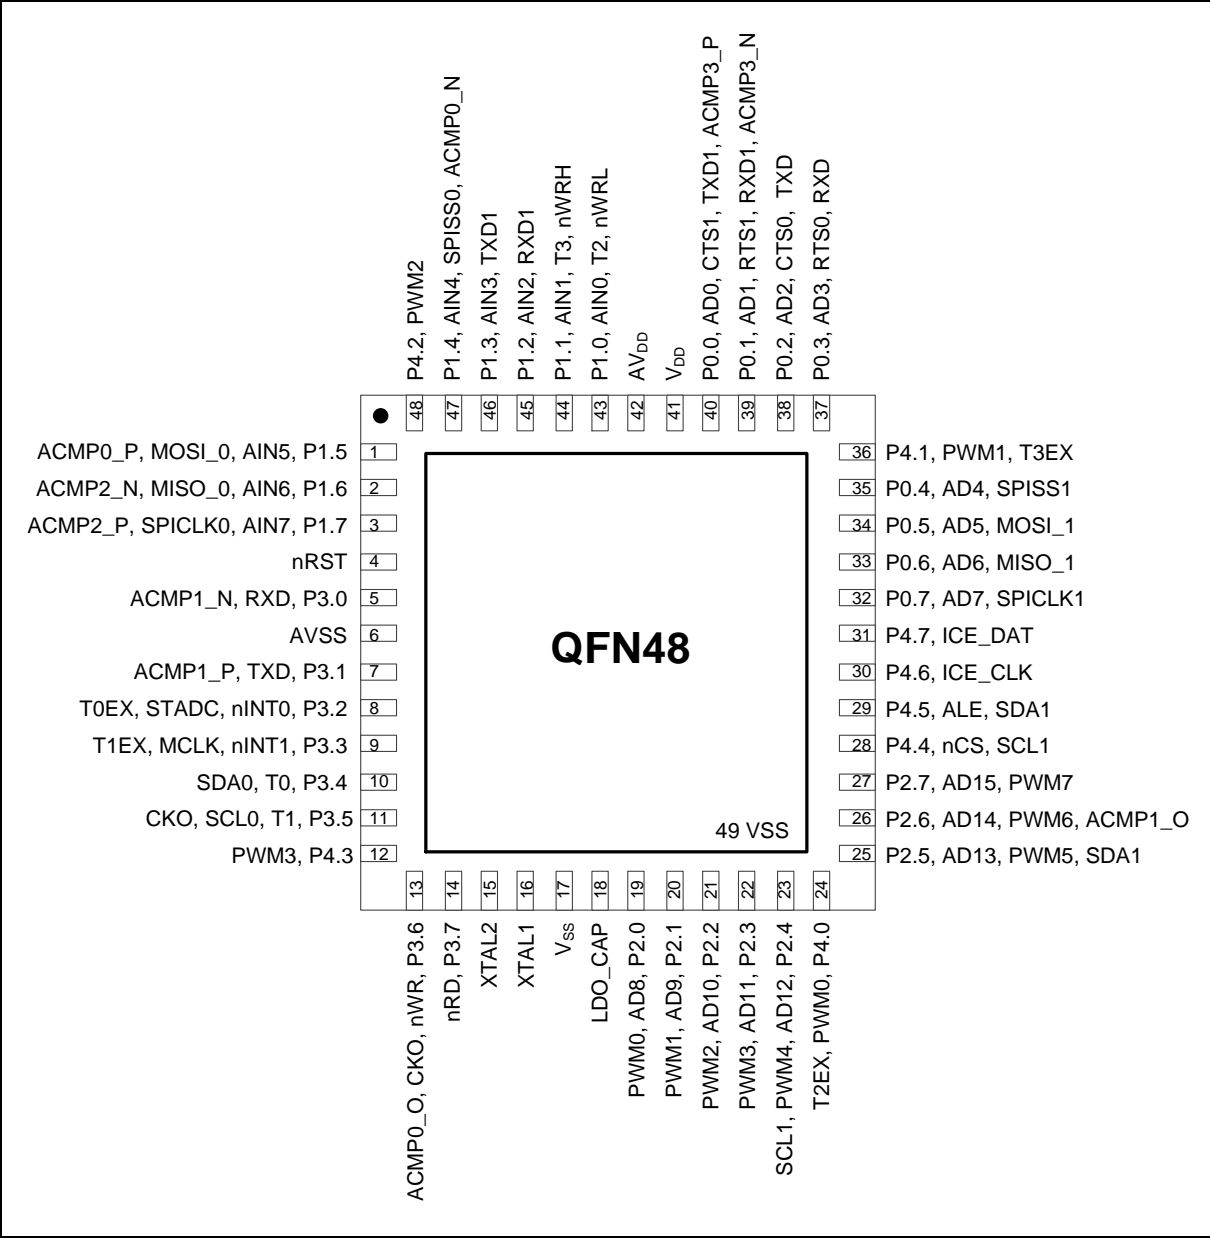 P4.2, PWM2
P1.4, AIN4, SPISS0, ACMP0_N
P1.3, AIN3, TXD1
P1.2, AIN2, RXD1
P1.1, AIN1, T3, nWRH
P1.0, AIN0, T2, nWRL
AVDD
VDD
P0.0, AD0, CTS1, TXD1, ACMP3_P
P0.1, AD1, RTS1, RXD1, ACMP3_N
P0.2, AD2, CTS0, TXD
P0.3, AD3, RTS0, RXD
48
47
46
45
44
43
42
41
40
39
38
37
ACMP0_P, MOSI_0, AIN5, P1.5 1
ACMP2_N, MISO_0, AIN6, P1.6 2
ACMP2_P, SPICLK0, AIN7, P1.7 3
nRST 4
ACMP1_N, RXD, P3.0 5
AVSS 6
ACMP1_P, TXD, P3.1 7
T0EX, STADC, nINT0, P3.2 8
T1EX, MCLK, nINT1, P3.3 9
SDA0, T0, P3.4 10
CKO, SCL0, T1, P3.5 11
PWM3, P4.3 12
QFN48
49 VSS
36 P4.1, PWM1, T3EX
35 P0.4, AD4, SPISS1
34 P0.5, AD5, MOSI_1
33 P0.6, AD6, MISO_1
32 P0.7, AD7, SPICLK1
31 P4.7, ICE_DAT
30 P4.6, ICE_CLK
29 P4.5, ALE, SDA1
28 P4.4, nCS, SCL1
27 P2.7, AD15, PWM7
26 P2.6, AD14, PWM6, ACMP1_O
25 P2.5, AD13, PWM5, SDA1
13
14
15
16
17
18
19
20
21
22
23
24
ACMP0_O, CKO, nWR, P3.6
nRD, P3.7
XTAL2
XTAL1
VSS
LDO_CAP
PWM0, AD8, P2.0
PWM1, AD9, P2.1
PWM2, AD10, P2.2
PWM3, AD11, P2.3
SCL1, PWM4, AD12, P2.4
T2EX, PWM0, P4.0